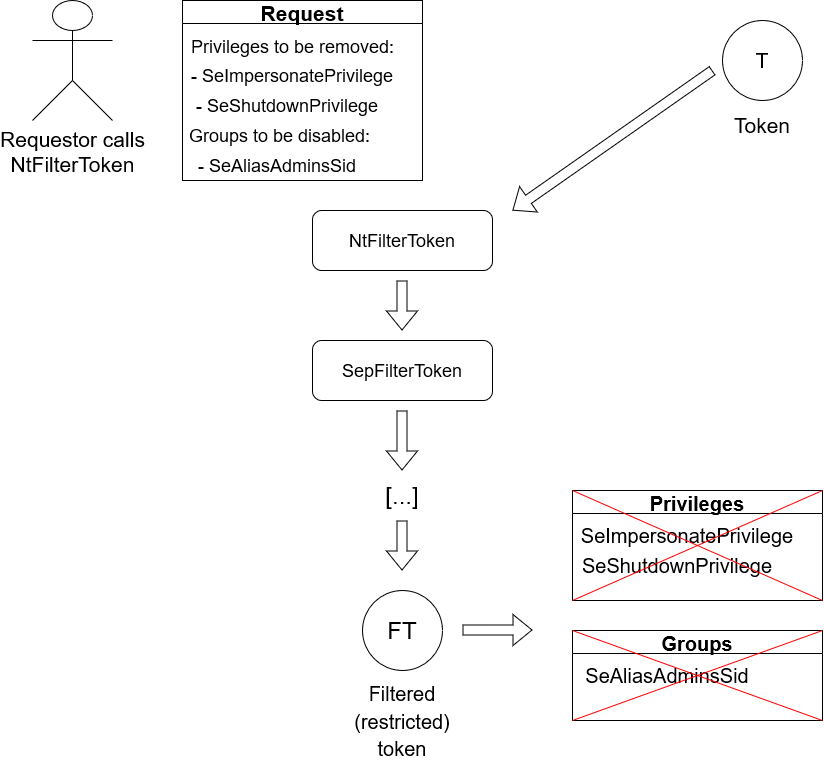 Request
Privileges to be removed:
- SeImpersonatePrivilege
- SeShutdownPrivilege
Groups to be disabled:
- SeAliasAdminsSid
Requestor calls
NtFilterToken
T
Token
NtFilterToken
SepFilterToken
[...]
FT
Filtered
(restricted)
token
Privileges
SeImpersonatePrivilege
SeShutdownPrivilege
Groups
SeAliasAdminsSid